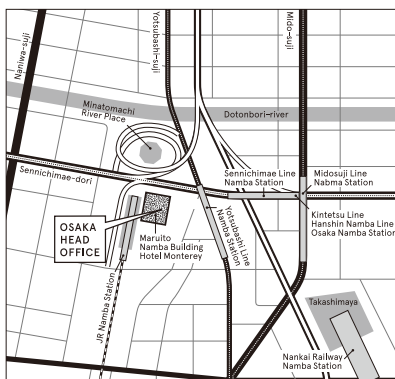 Naniwa-suji
Yotsubashi-suji
Mido-suji
Minatomachi
River Place
Dotonbori-river
Sennichimae-dori
Sennichimae Line
Namba Station
Midosuji Line
Nabma Station
Kintetsu Line
Hanshin Namba Line
Osaka Namba Station
Yotsubashi Line
Namba Station
OSAKA
HEAD
OFFICE
Maruito
Namba Building
Hotel Monterey
JR Namba Station
Takashimaya
Nankai Railway
Namba Station